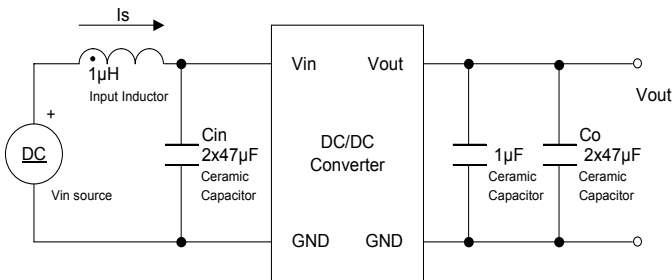 Is
1µH
Input Inductor
+
DC
Vin source
Cin
2x47µF
Ceramic
Capacitor
Vin
Vout
DC/DC
Converter
GND
GND
1µF
Ceramic
Capacitor
Co
2x47µF
Ceramic
Capacitor
Vout